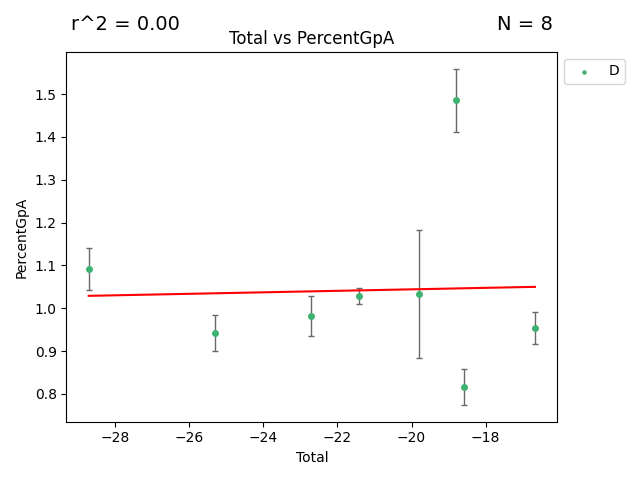 r^2 = 0.00
N = 8
Total vs PercentGpA
D
PercentGpA
1.5
1.4
1.3
1.2
1.1
1.0
0.9
0.8
−28 −26 −24 −22 −20 −18
Total